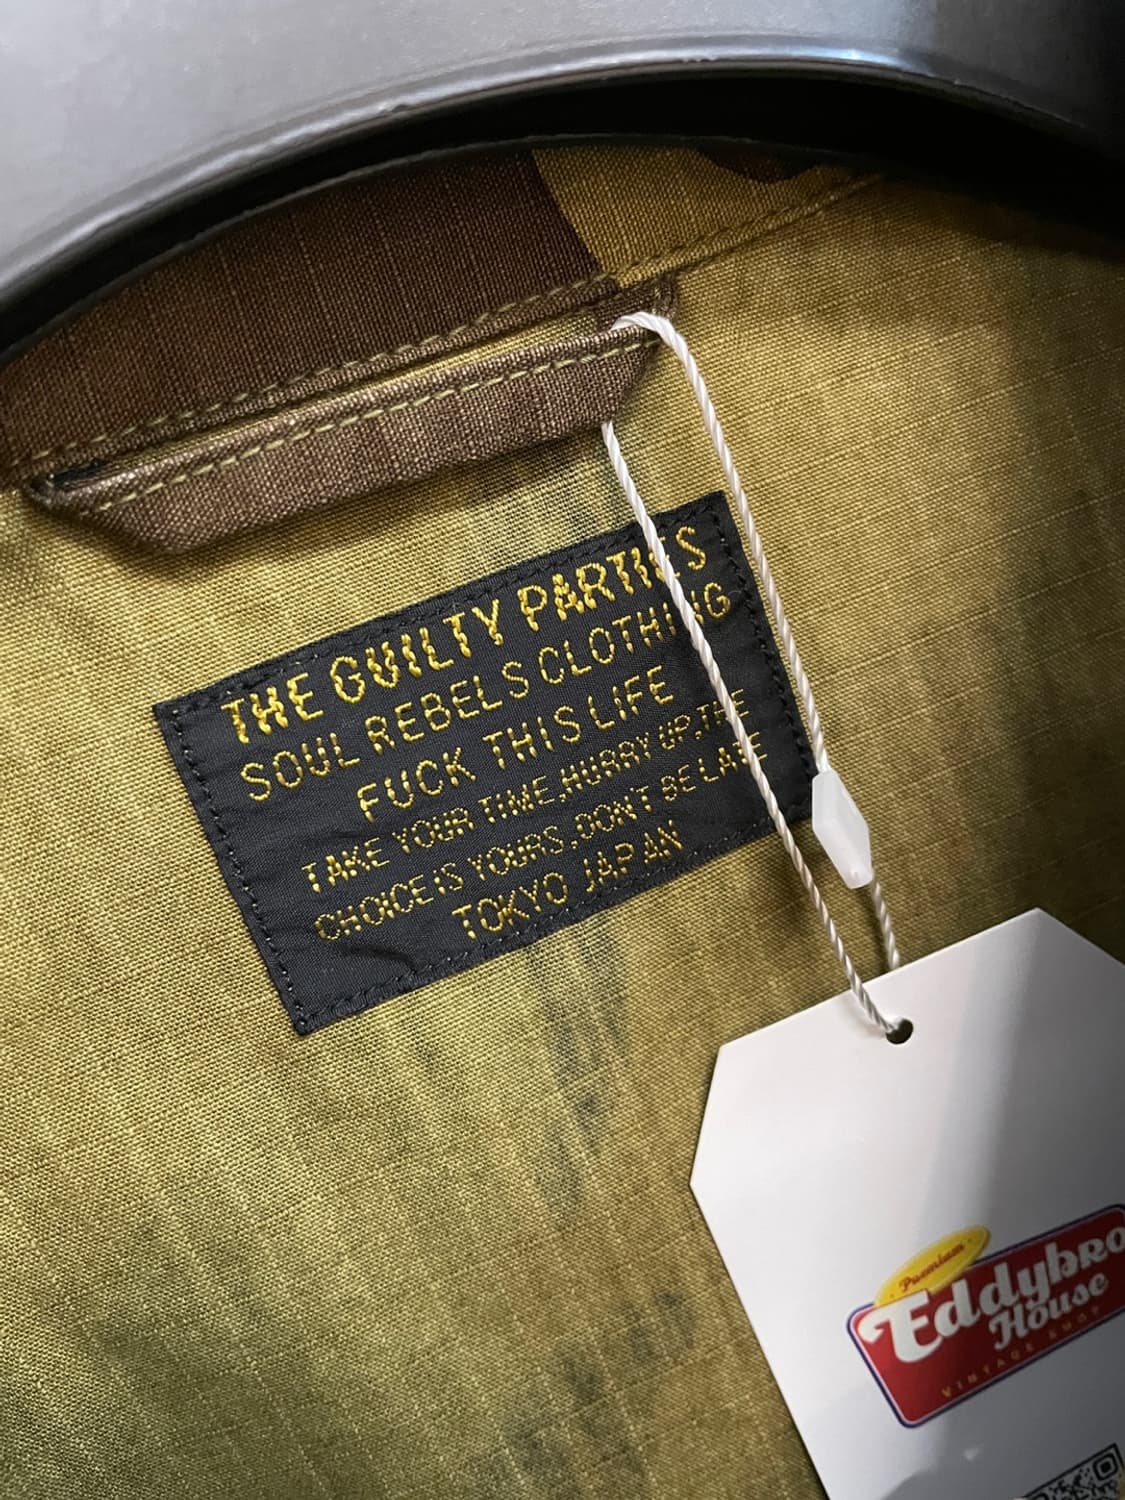 THE GUILTY PARTIES
SOUL REBELS CLOTHING
FUCK THIS LIFE
TAKE YOUR TIME,HURRY UP,THE
CHOICE IS YOURS,DON'T BE LATE
TOKYO JAPAN
Premium
Eddybro
House
VINTAGE SHOP